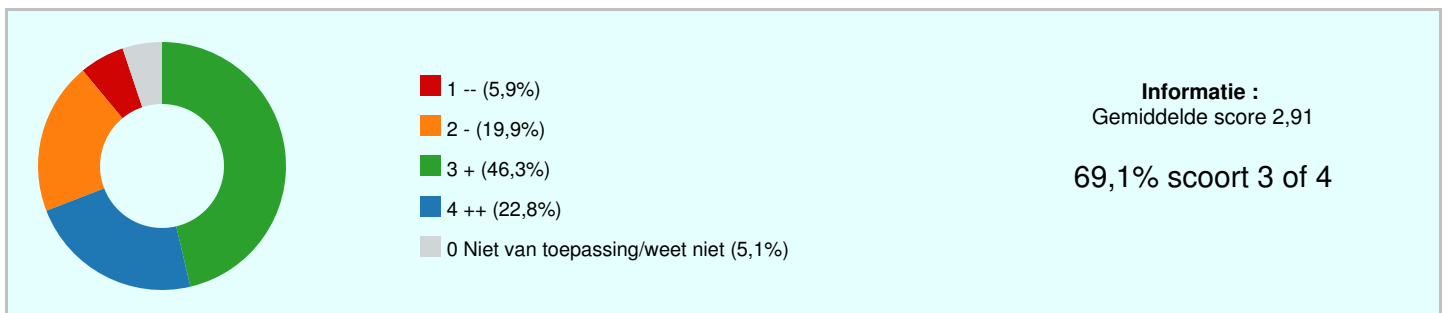 1 -- (5,9%)
2 - (19,9%)
3 + (46,3%)
4 ++ (22,8%)
0 Niet van toepassing/weet niet (5,1%)
Informatie :
Gemiddelde score 2,91
69,1% scoort 3 of 4